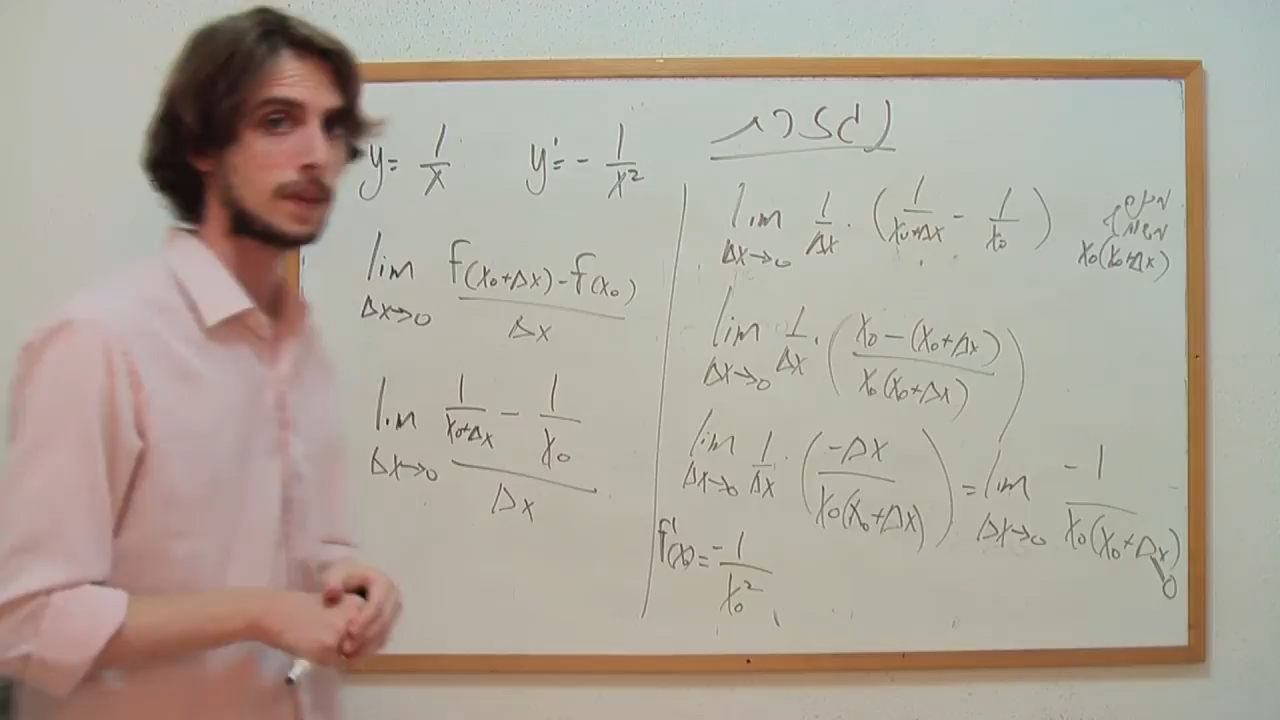 y = 1/x    y' = - 1/x²
lim Δx→0 (f(x₀+Δx) - f(x₀))/Δx
lim Δx→0 (1/(x₀+Δx) - 1/x₀)/Δx
lim Δx→0 1/Δx · (1/(x₀+Δx) - 1/x₀)
x₀(x₀+Δx)
lim Δx→0 1/Δx · ((x₀ - (x₀+Δx))/(x₀(x₀+Δx)))
lim Δx→0 1/Δx · (-Δx/(x₀(x₀+Δx))) = lim Δx→0 -1/(x₀(x₀+Δx))
0
f'(x) = -1/x₀²